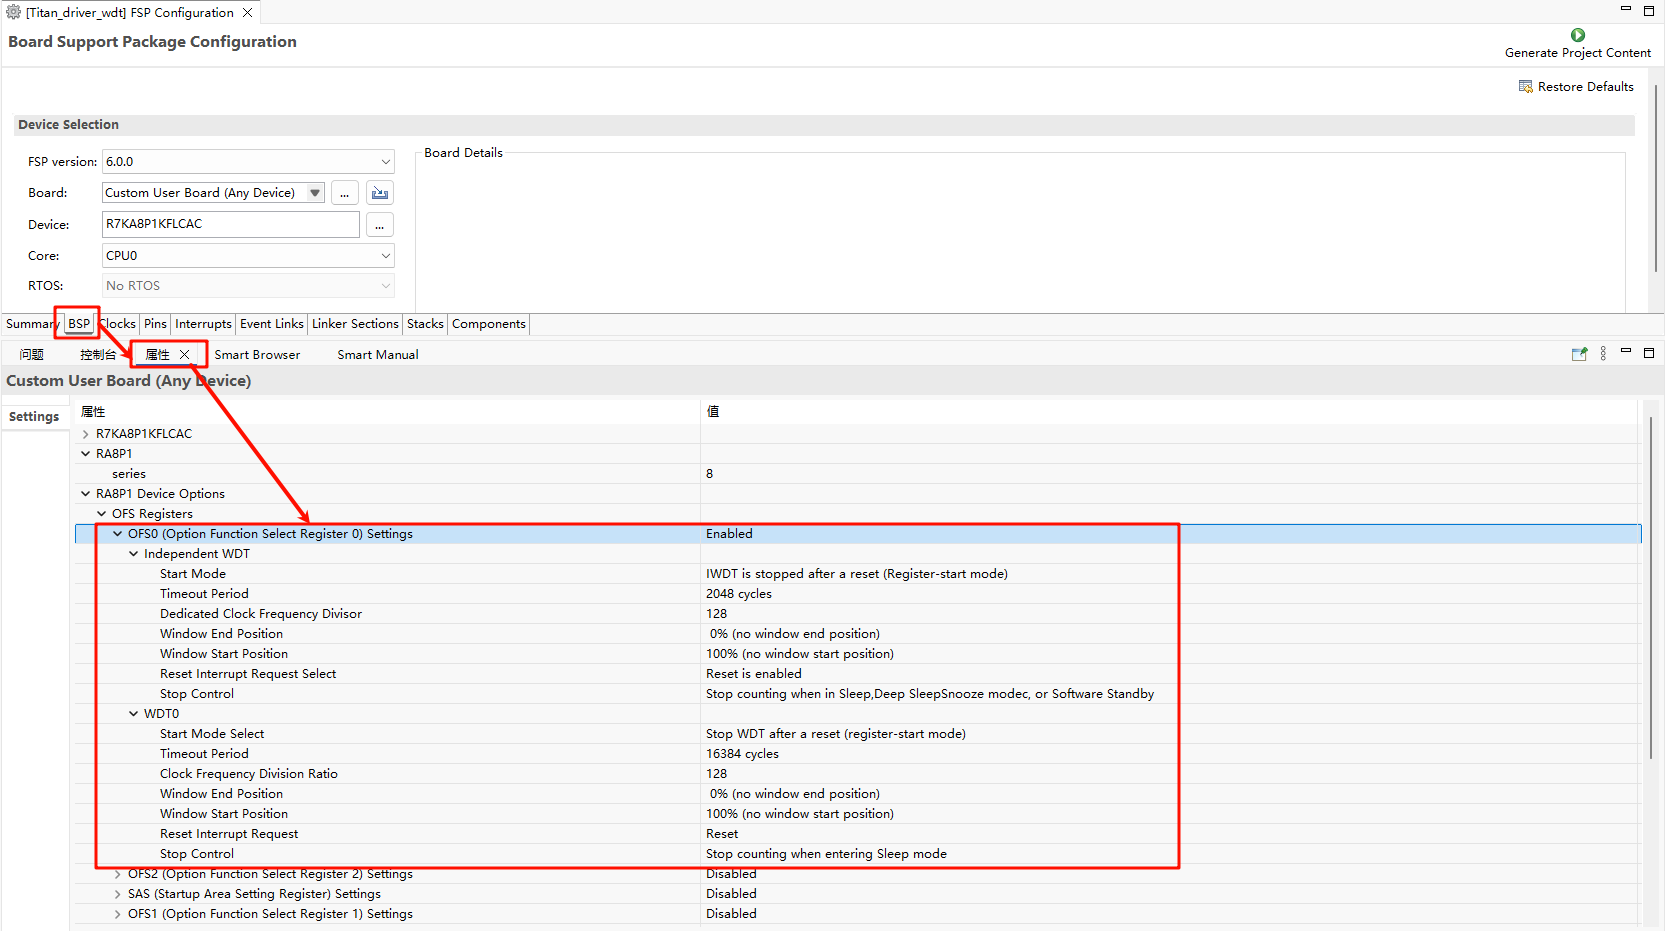 [Titan_driver_wdt] FSP Configuration
Board Support Package Configuration
Generate Project Content
Restore Defaults
Device Selection
FSP version: 6.0.0
Board Details
Board: Custom User Board (Any Device) ...
Device: R7KA8P1KFLCAC ...
Core: CPU0
RTOS: No RTOS
Summary BSP Clocks Pins Interrupts Event Links Linker Sections Stacks Components
问题 控制台 属性 Smart Browser Smart Manual
Custom User Board (Any Device)
Settings 属性 值
R7KA8P1KFLCAC
RA8P1
series 8
RA8P1 Device Options
OFS Registers
OFS0 (Option Function Select Register 0) Settings Enabled
Independent WDT
Start Mode IWDT is stopped after a reset (Register-start mode)
Timeout Period 2048 cycles
Dedicated Clock Frequency Divisor 128
Window End Position 0% (no window end position)
Window Start Position 100% (no window start position)
Reset Interrupt Request Select Reset is enabled
Stop Control Stop counting when in Sleep,Deep SleepSnooze modec, or Software Standby
WDT0
Start Mode Select Stop WDT after a reset (register-start mode)
Timeout Period 16384 cycles
Clock Frequency Division Ratio 128
Window End Position 0% (no window end position)
Window Start Position 100% (no window start position)
Reset Interrupt Request Reset
Stop Control Stop counting when entering Sleep mode
OFS2 (Option Function Select Register 2) Settings Disabled
SAS (Startup Area Setting Register) Settings Disabled
OFS1 (Option Function Select Register 1) Settings Disabled